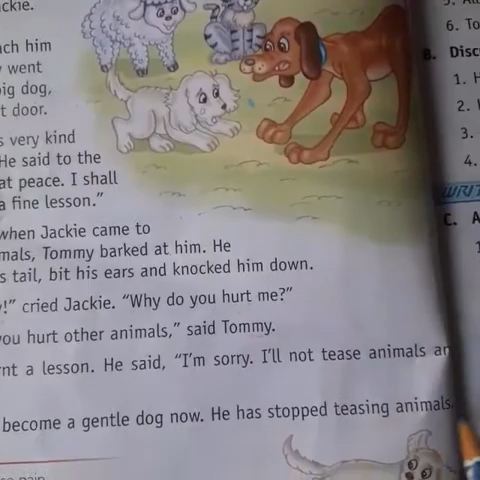 ckie.
ach him
went
big dog,
t door.
s very kind
He said to the
at peace. I shall
a fine lesson."
when Jackie came to
mals, Tommy barked at him. He
s tail, bit his ears and knocked him down.
!" cried Jackie. "Why do you hurt me?"
you hurt other animals," said Tommy.
rnt a lesson. He said, "I'm sorry. I'll not tease animals an
become a gentle dog now. He has stopped teasing animals.
6. To
B. Disc
1. H
2.
3.
4.
WRIT
C. A
1